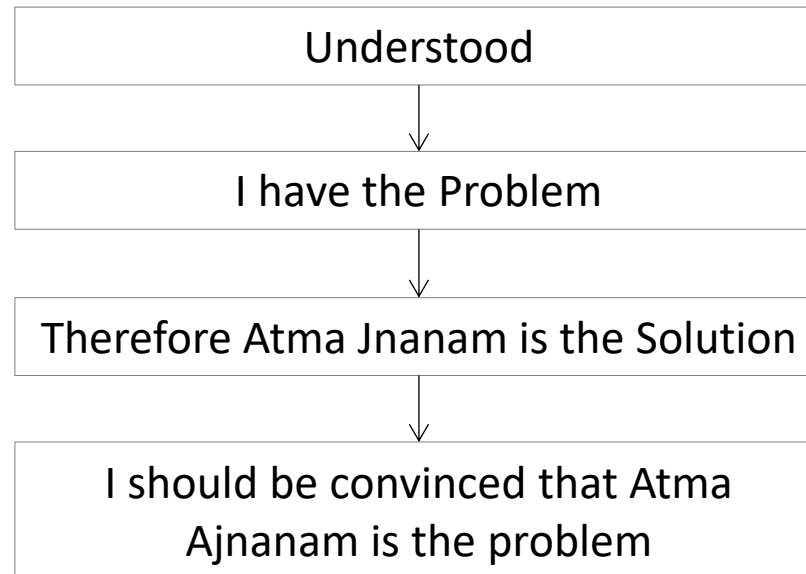 Understood
I have the Problem
Therefore Atma Jnanam is the Solution
I should be convinced that Atma
Ajnanam is the problem